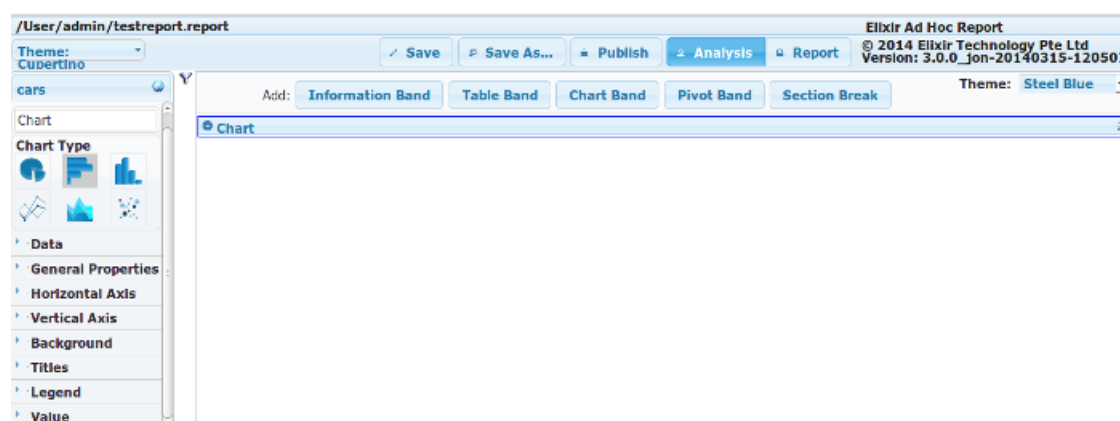 /User/admin/testreport.report Elixir Ad Hoc Report
Theme: Cupertino Save Save As... Publish Analysis Report © 2014 Elixir Technology Pte Ltd
Version: 3.0.0_jon-20140315-12050
cars
Add: Information Band Table Band Chart Band Pivot Band Section Break Theme: Steel Blue
Chart
Chart
Chart Type
Data
General Properties
Horizontal Axis
Vertical Axis
Background
Titles
Legend
Value